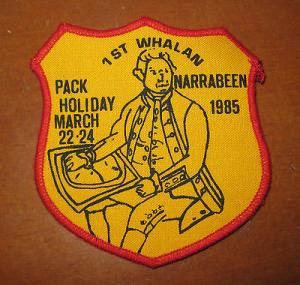 1ST WHALAN
PACK
HOLIDAY
MARCH
22-24
NARRABEEN
1985